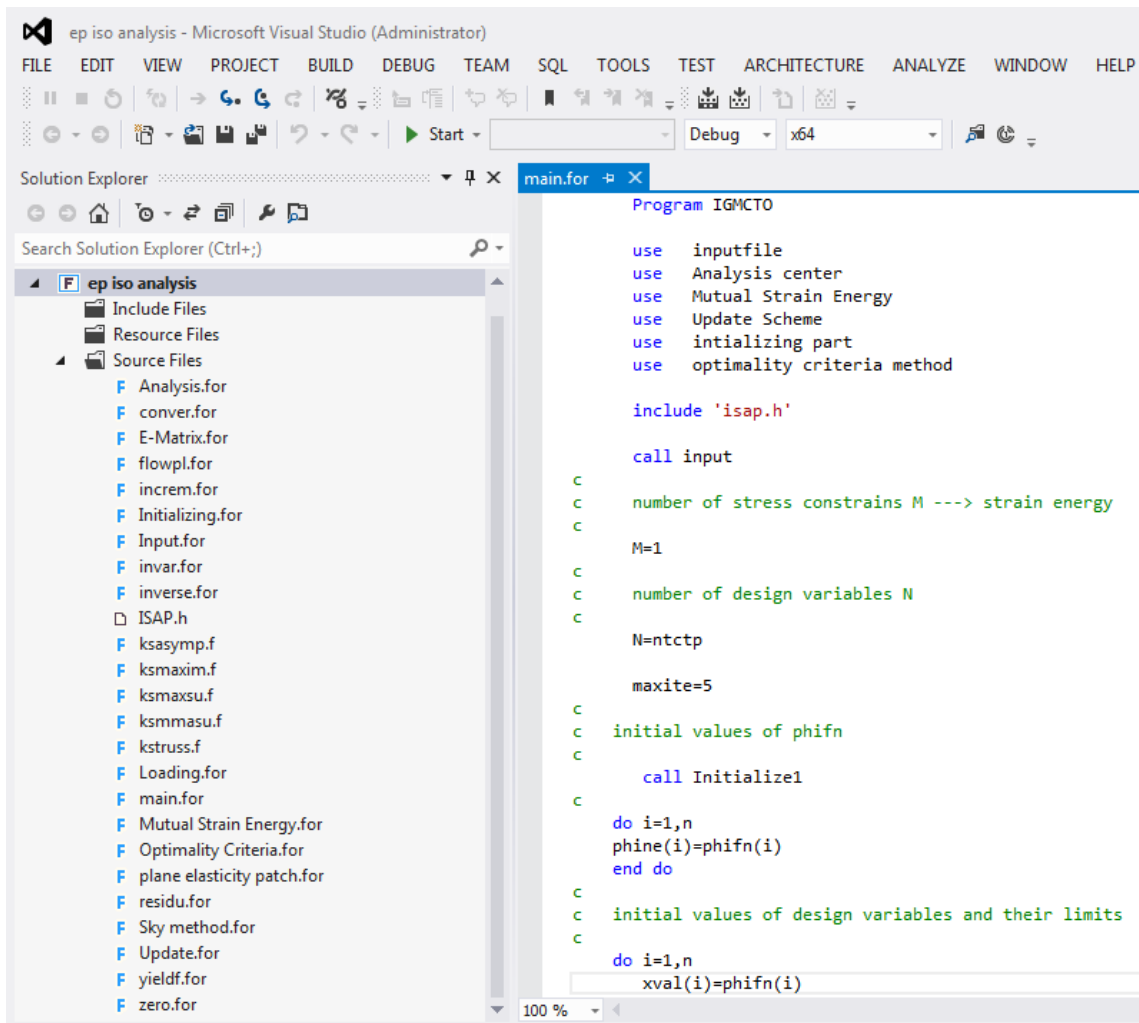 ep iso analysis - Microsoft Visual Studio (Administrator)
FILE EDIT VIEW PROJECT BUILD DEBUG TEAM SQL TOOLS TEST ARCHITECTURE ANALYZE WINDOW HELP
Start Debug x64
Solution Explorer
Search Solution Explorer (Ctrl+;)
ep iso analysis
Include Files
Resource Files
Source Files
Analysis.for
conver.for
E-Matrix.for
flowpl.for
increm.for
Initializing.for
Input.for
invar.for
inverse.for
ISAP.h
ksasymp.f
ksmaxim.f
ksmaxsu.f
ksmmasu.f
kstruss.f
Loading.for
main.for
Mutual Strain Energy.for
Optimality Criteria.for
plane elasticity patch.for
residu.for
Sky method.for
Update.for
yieldf.for
zero.for
main.for
Program IGMCTO
use inputfile
use Analysis center
use Mutual Strain Energy
use Update Scheme
use intializing part
use optimality criteria method
include 'isap.h'
call input
c
c number of stress constrains M ---> strain energy
c
M=1
c
c number of design variables N
c
N=ntctp
maxite=5
c
c initial values of phifn
c
call Initialize1
c
do i=1,n
phine(i)=phifn(i)
end do
c
c initial values of design variables and their limits
c
do i=1,n
xval(i)=phifn(i)
100 %